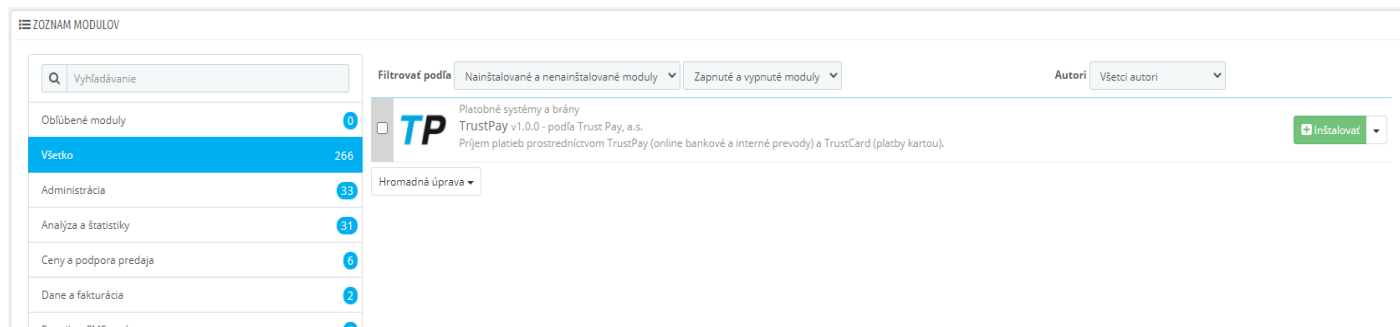 ZOZNAM MODULOV
Vyhľadávanie
Obľúbené moduly 0
Všetko 266
Administrácia 33
Analýza a štatistiky 31
Ceny a podpora predaja 6
Dane a fakturácia 2
Filtrovať podľa Nainštalované a nenainštalované moduly Zapnuté a vypnuté moduly Autori Všetci autori
Platobné systémy a brány
TP TrustPay v1.0.0 - podľa Trust Pay, a.s.
Príjem platieb prostredníctvom TrustPay (online bankové a interné prevody) a TrustCard (platby kartou).
Inštalovať
Hromadná úprava